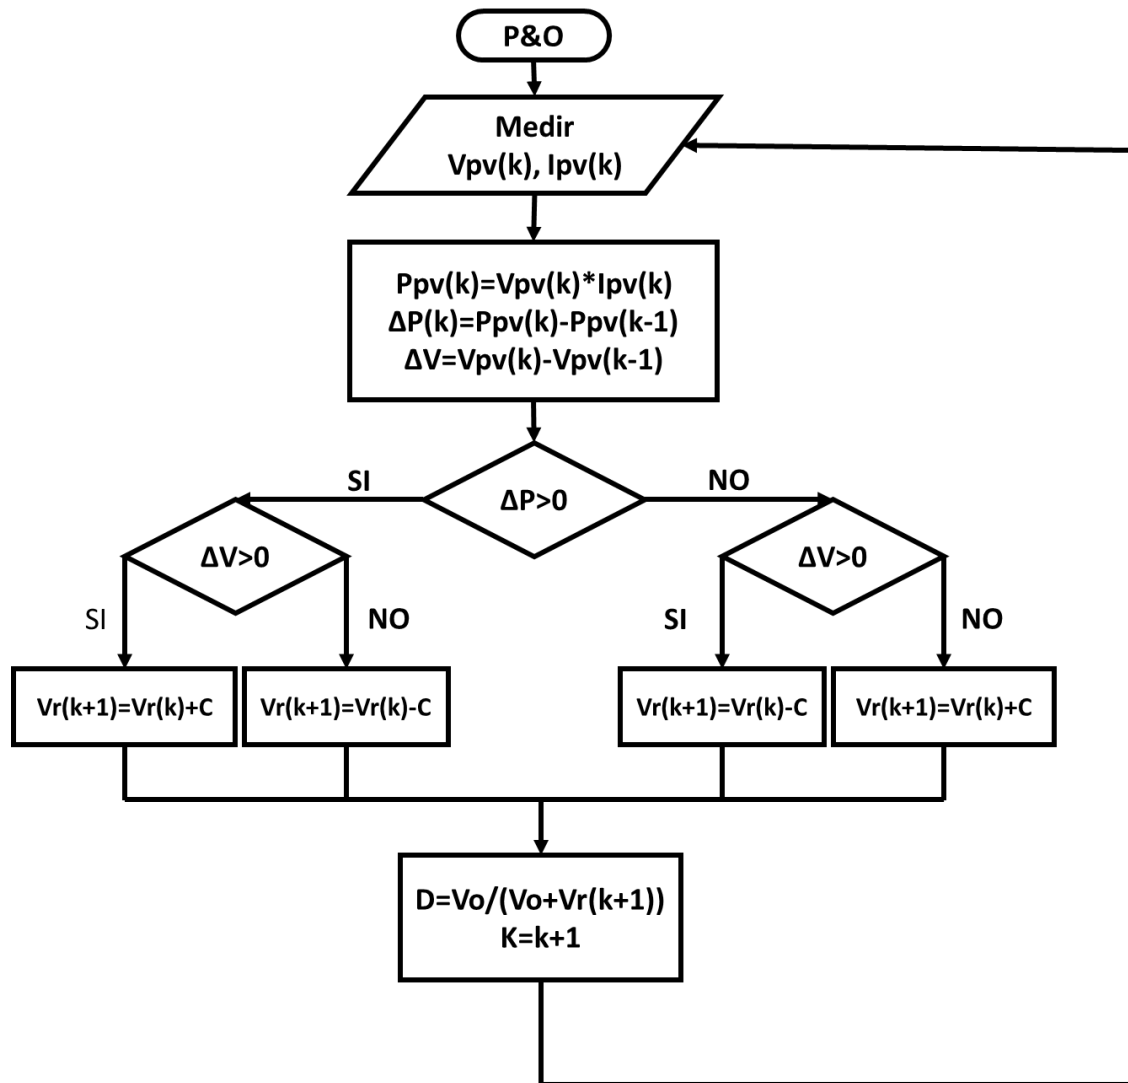 P&O
Medir
Vpv(k), Ipv(k)
Ppv(k)=Vpv(k)*Ipv(k)
ΔP(k)=Ppv(k)-Ppv(k-1)
ΔV=Vpv(k)-Vpv(k-1)
SI
ΔP>0
NO
ΔV>0
ΔV>0
SI
NO
SI
NO
Vr(k+1)=Vr(k)+C
Vr(k+1)=Vr(k)-C
Vr(k+1)=Vr(k)-C
Vr(k+1)=Vr(k)+C
D=Vo/(Vo+Vr(k+1))
K=k+1